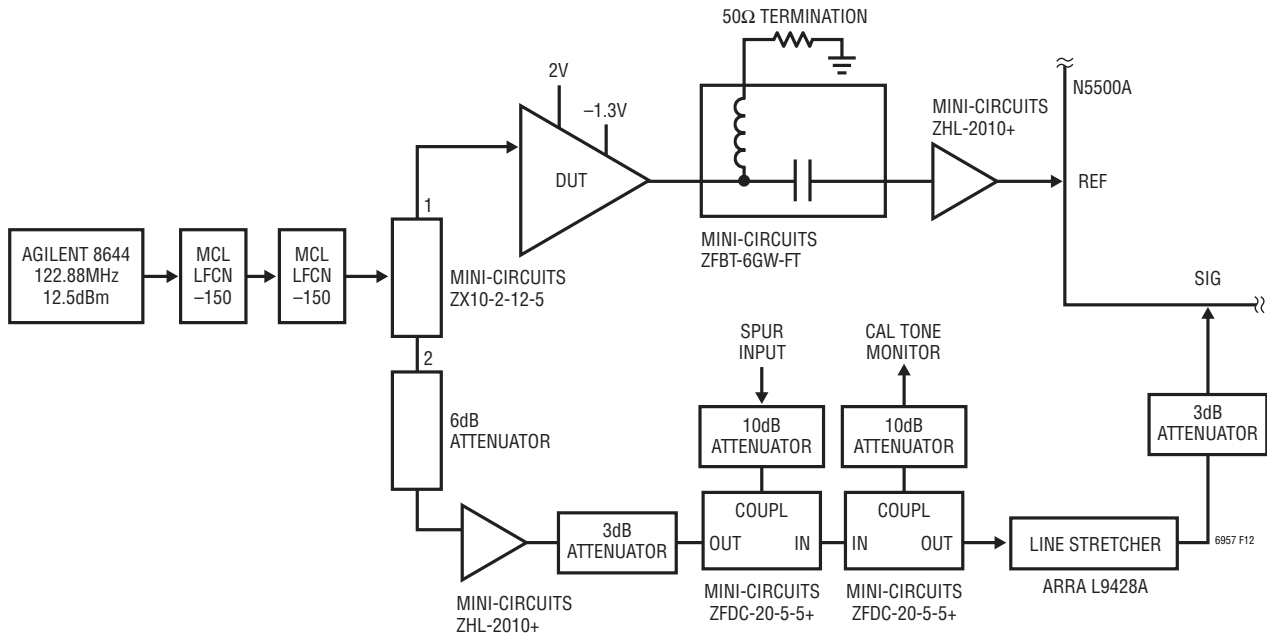 50Ω TERMINATION
2V
–1.3V
DUT
MINI-CIRCUITS
ZFBT-6GW-FT
MINI-CIRCUITS
ZHL-2010+
N5500A
REF
SIG
AGILENT 8644
122.88MHz
12.5dBm
MCL
LFCN
–150
MCL
LFCN
–150
1
MINI-CIRCUITS
ZX10-2-12-5
2
6dB
ATTENUATOR
MINI-CIRCUITS
ZHL-2010+
3dB
ATTENUATOR
SPUR
INPUT
10dB
ATTENUATOR
COUPL
OUT IN
MINI-CIRCUITS
ZFDC-20-5-5+
CAL TONE
MONITOR
10dB
ATTENUATOR
COUPL
IN OUT
MINI-CIRCUITS
ZFDC-20-5-5+
LINE STRETCHER
ARRA L9428A
3dB
ATTENUATOR
6957 F12